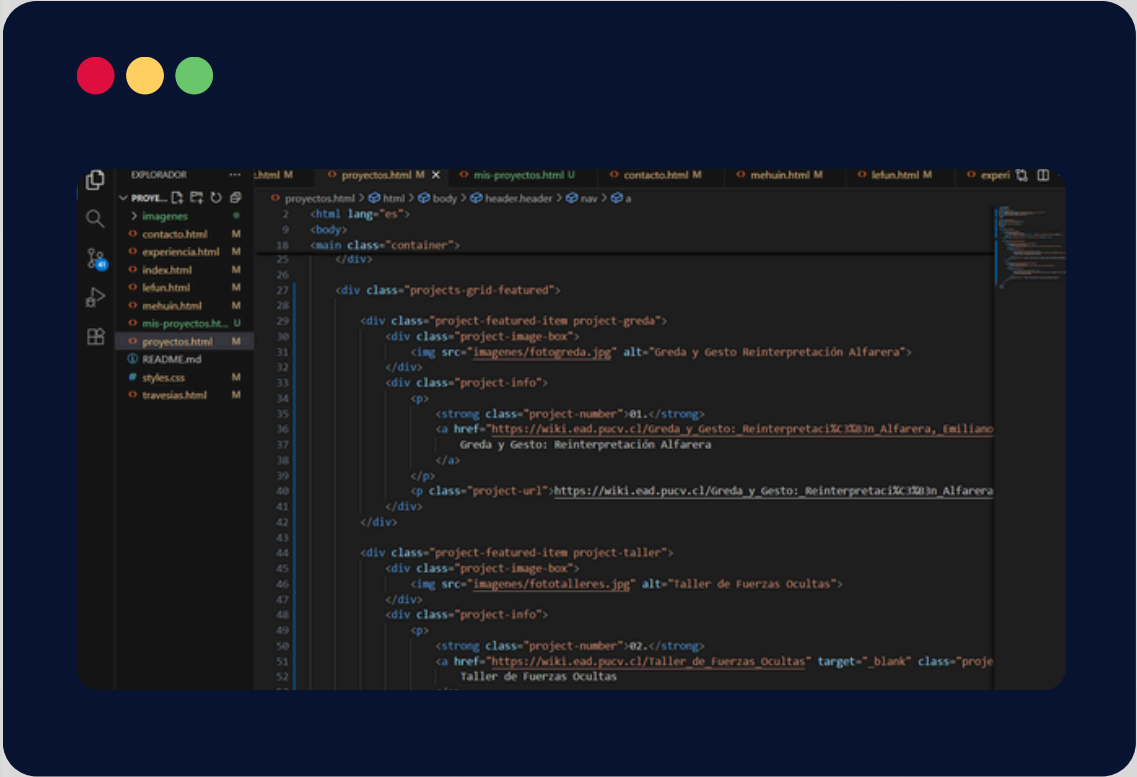 EXPLORADOR ...
PROYE...
imagenes
contacto.html M
experiencia.html M
index.html M
lefun.html M
mehuin.html M
mis-proyectos.ht... U
proyectos.html M
README.md
styles.css M
travesias.html M
.html M proyectos.html M mis-proyectos.html U contacto.html M mehuin.html M lefun.html M experi
proyectos.html > html > body > header.header > nav > a
2 <html lang="es">
9 <body>
18 <main class="container">
25 </div>
26
27 <div class="projects-grid-featured">
28
29 <div class="project-featured-item project-greda">
30 <div class="project-image-box">
31 <img src="imagenes/fotogreda.jpg" alt="Greda y Gesto Reinterpretación Alfarera">
32 </div>
33 <div class="project-info">
34 <p>
35 <strong class="project-number">01.</strong>
36 <a href="https://wiki.ead.pucv.cl/Greda_y_Gesto:_Reinterpretaci%C3%B3n_Alfarera,_Emiliano
37 Greda y Gesto: Reinterpretación Alfarera
38 </a>
39 </p>
40 <p class="project-url">https://wiki.ead.pucv.cl/Greda_y_Gesto:_Reinterpretaci%C3%B3n_Alfarera
41 </div>
42 </div>
43
44 <div class="project-featured-item project-taller">
45 <div class="project-image-box">
46 <img src="imagenes/fototalleres.jpg" alt="Taller de Fuerzas Ocultas">
47 </div>
48 <div class="project-info">
49 <p>
50 <strong class="project-number">02.</strong>
51 <a href="https://wiki.ead.pucv.cl/Taller_de_Fuerzas_Ocultas" target="_blank" class="proje
52 Taller de Fuerzas Ocultas